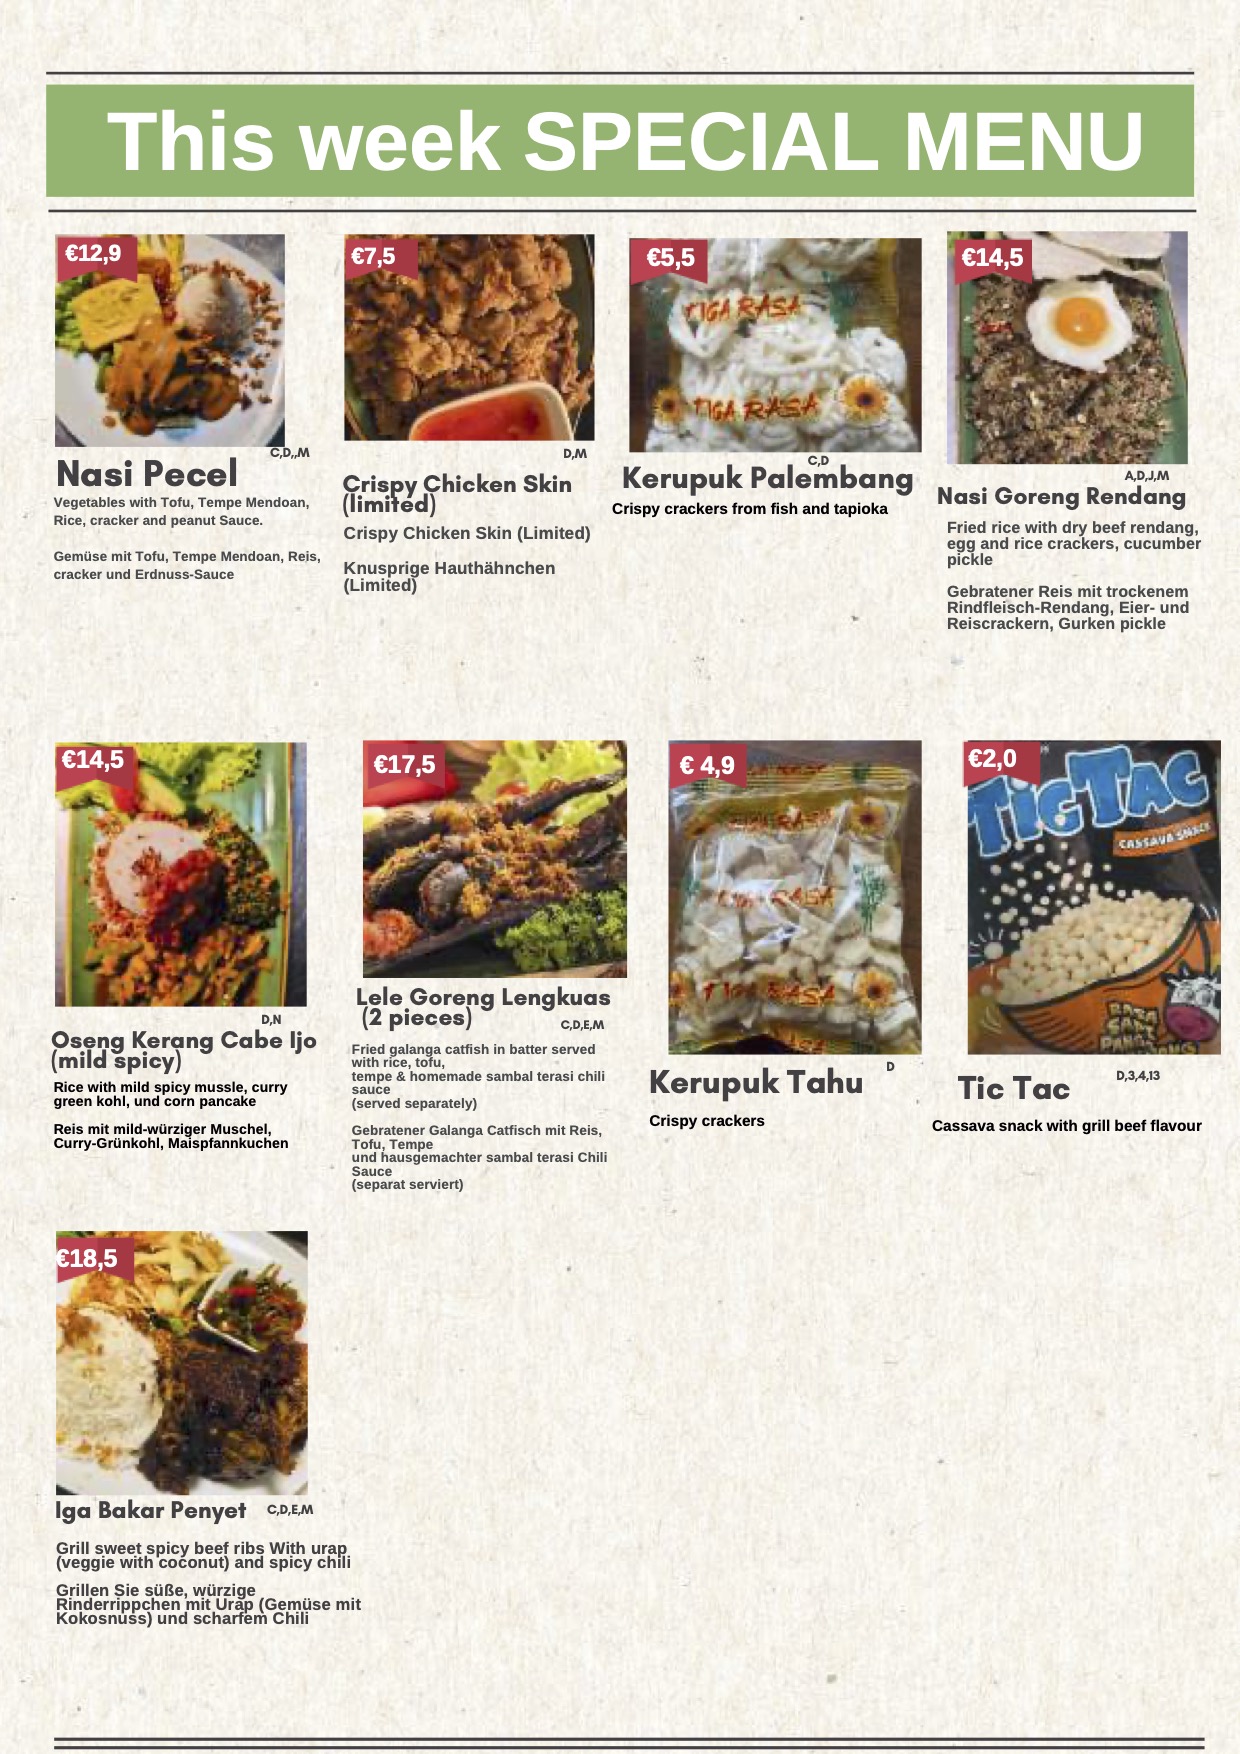 This week SPECIAL MENU
€12,9
€7,5
€5,5
TIGA RASA
TIGA RASA
€14,5
C,D,,M
Nasi Pecel
Vegetables with Tofu, Tempe Mendoan,
Rice, cracker and peanut Sauce.
Gemüse mit Tofu, Tempe Mendoan, Reis,
cracker und Erdnuss-Sauce
D,M
Crispy Chicken Skin
(limited)
Crispy Chicken Skin (Limited)
Knusprige Hauthähnchen
(Limited)
C,D
Kerupuk Palembang
Crispy crackers from fish and tapioka
A,D,J,M
Nasi Goreng Rendang
Fried rice with dry beef rendang,
egg and rice crackers, cucumber
pickle
Gebratener Reis mit trockenem
Rindfleisch-Rendang, Eier- und
Reiscrackern, Gurken pickle
€14,5
€17,5
€ 4,9
TIGA RASA
TIGA RASA
TIGA RASA
€2,0
TIC TAC
CASSAVA SNACK
D,N
Oseng Kerang Cabe Ijo
(mild spicy)
Rice with mild spicy mussle, curry
green kohl, und corn pancake
Reis mit mild-würziger Muschel,
Curry-Grünkohl, Maispfannkuchen
Lele Goreng Lengkuas
(2 pieces)
C,D,E,M
Fried galanga catfish in batter served
with rice, tofu,
tempe & homemade sambal terasi chili
sauce
(served separately)
Gebratener Galanga Catfisch mit Reis,
Tofu, Tempe
und hausgemachter sambal terasi Chili
Sauce
(separat serviert)
D
Kerupuk Tahu
Crispy crackers
D,3,4,13
Tic Tac
Cassava snack with grill beef flavour
€18,5
Iga Bakar Penyet
C,D,E,M
Grill sweet spicy beef ribs With urap
(veggie with coconut) and spicy chili
Grillen Sie süße, würzige
Rinderrippchen mit Urap (Gemüse mit
Kokosnuss) und scharfem Chili